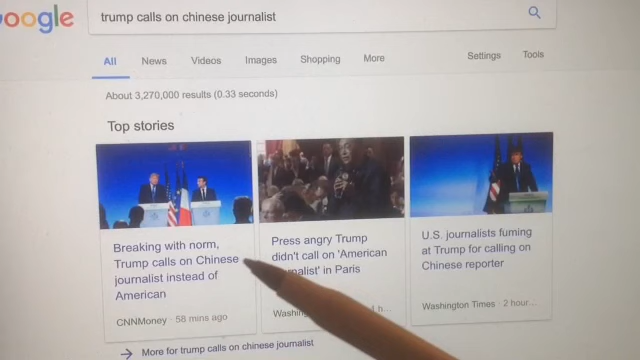 oogle
trump calls on chinese journalist
All News Videos Images Shopping More Settings Tools
About 3,270,000 results (0.33 seconds)
Top stories
Breaking with norm,
Trump calls on Chinese
journalist instead of
American
CNNMoney · 58 mins ago
Press angry Trump
didn't call on 'American
nalist' in Paris
Washing
h...
U.S. journalists fuming
at Trump for calling on
Chinese reporter
Washington Times · 2 hour...
→ More for trump calls on chinese journalist